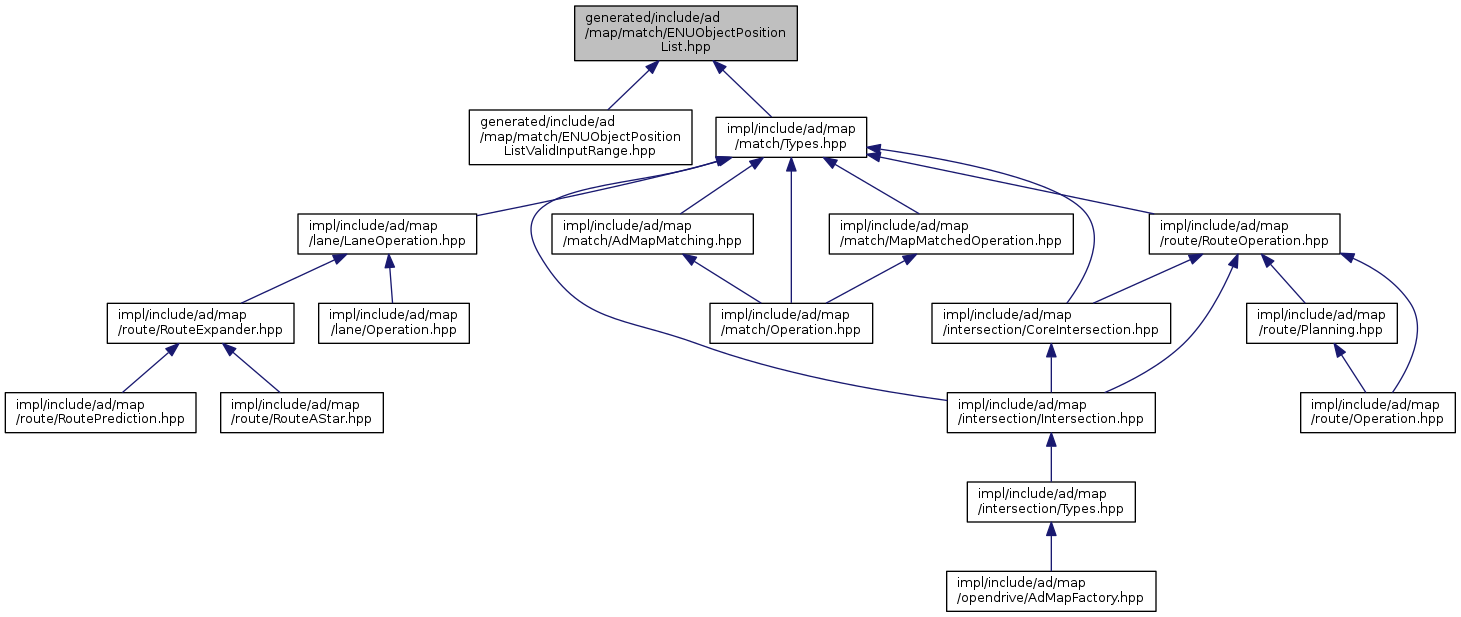 generated/include/ad
/map/match/ENUObjectPosition
List.hpp
generated/include/ad
/map/match/ENUObjectPosition
ListValidInputRange.hpp
impl/include/ad/map
/match/Types.hpp
impl/include/ad/map
/lane/LaneOperation.hpp
impl/include/ad/map
/match/AdMapMatching.hpp
impl/include/ad/map
/match/MapMatchedOperation.hpp
impl/include/ad/map
/route/RouteOperation.hpp
impl/include/ad/map
/route/RouteExpander.hpp
impl/include/ad/map
/lane/Operation.hpp
impl/include/ad/map
/match/Operation.hpp
impl/include/ad/map
/intersection/CoreIntersection.hpp
impl/include/ad/map
/route/Planning.hpp
impl/include/ad/map
/route/RoutePrediction.hpp
impl/include/ad/map
/route/RouteAStar.hpp
impl/include/ad/map
/intersection/Intersection.hpp
impl/include/ad/map
/route/Operation.hpp
impl/include/ad/map
/intersection/Types.hpp
impl/include/ad/map
/opendrive/AdMapFactory.hpp